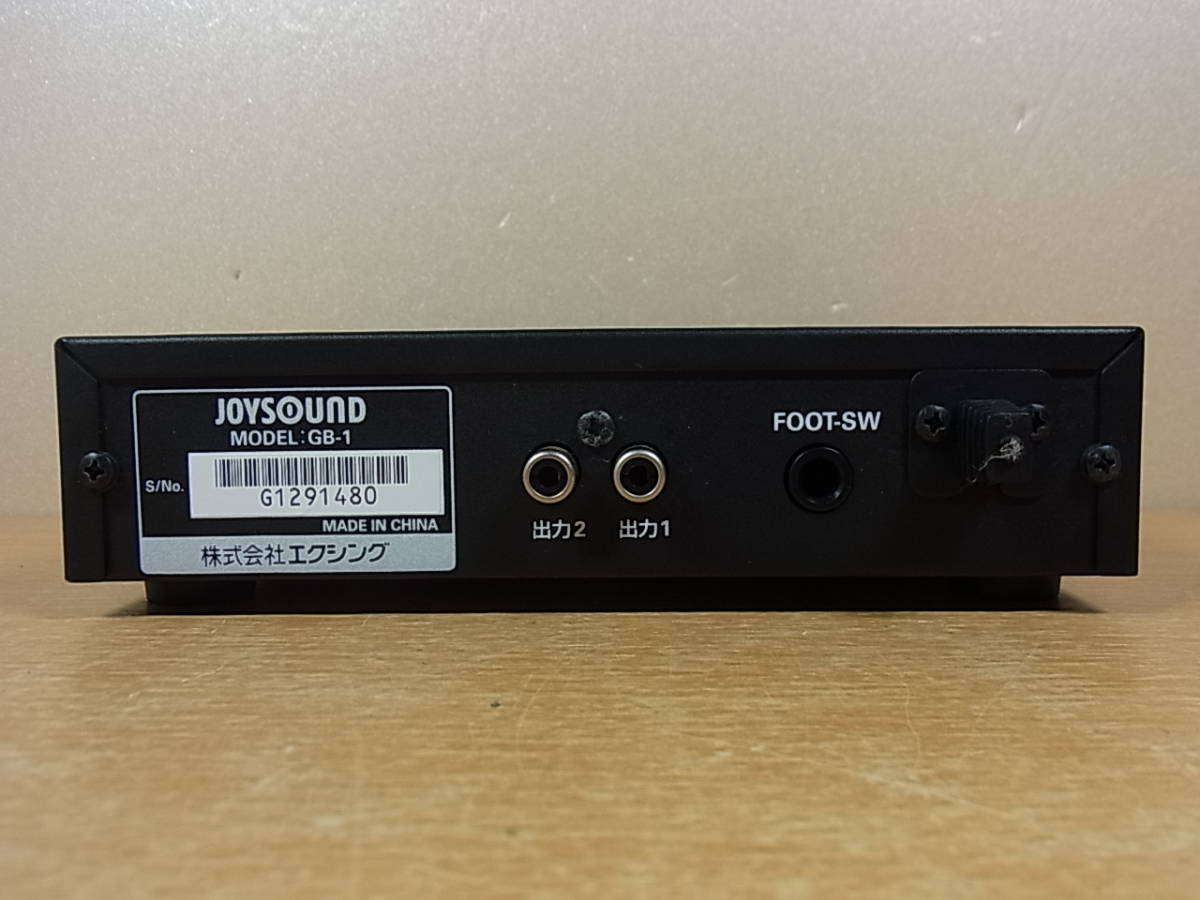 JOYSOUND
MODEL:GB-1
S/No.
G1291480
MADE IN CHINA
株式会社エクシング
出力2
出力1
FOOT-SW